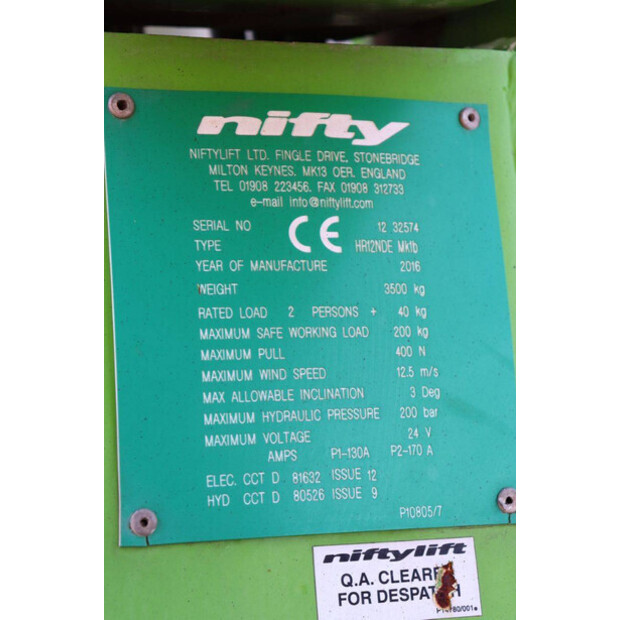 nifty
NIFTYLIFT LTD. FINGLE DRIVE, STONEBRIDGE
MILTON KEYNES. MK13 OER. ENGLAND
TEL 01908 223456. FAX 01908 312733
e-mail info@niftylift.com
SERIAL NO 12 32574
CE
TYPE HR12NDE Mk1b
YEAR OF MANUFACTURE 2016
WEIGHT 3500 kg
RATED LOAD 2 PERSONS + 40 kg
MAXIMUM SAFE WORKING LOAD 200 kg
MAXIMUM PULL 400 N
MAXIMUM WIND SPEED 12.5 m/s
MAX ALLOWABLE INCLINATION 3 Deg
MAXIMUM HYDRAULIC PRESSURE 200 bar
MAXIMUM VOLTAGE 24 V
AMPS P1-130A P2-170 A
ELEC. CCT D 81632 ISSUE 12
HYD CCT D 80526 ISSUE 9
P10805/7
niftylift
Q.A.
FOR